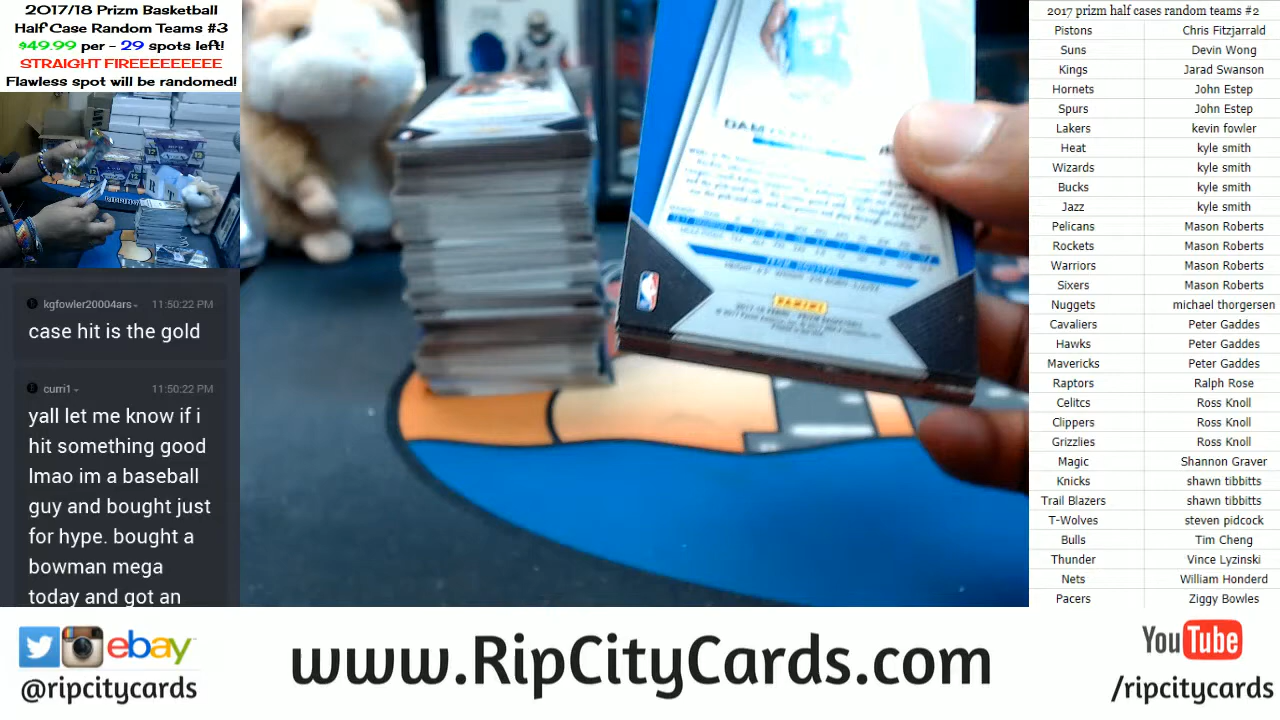 2017/18 Prizm Basketball
Half Case Random Teams #3
$49.99 per - 29 spots left!
STRAIGHT FIREEEEEEEEE
Flawless spot will be randomed!
kgfowler20004ars 11:50:22 PM
case hit is the gold
curri1 11:50:22 PM
yall let me know if i
hit something good
lmao im a baseball
guy and bought just
for hype. bought a
bowman mega
today and got an
PANINI
2017 prizm half cases random teams #2
Pistons Chris Fitzjarrald
Suns Devin Wong
Kings Jarad Swanson
Hornets John Estep
Spurs John Estep
Lakers kevin fowler
Heat kyle smith
Wizards kyle smith
Bucks kyle smith
Jazz kyle smith
Pelicans Mason Roberts
Rockets Mason Roberts
Warriors Mason Roberts
Sixers Mason Roberts
Nuggets michael thorgersen
Cavaliers Peter Gaddes
Hawks Peter Gaddes
Mavericks Peter Gaddes
Raptors Ralph Rose
Celitcs Ross Knoll
Clippers Ross Knoll
Grizzlies Ross Knoll
Magic Shannon Graver
Knicks shawn tibbitts
Trail Blazers shawn tibbitts
T-Wolves steven pidcock
Bulls Tim Cheng
Thunder Vince Lyzinski
Nets William Honderd
Pacers Ziggy Bowles
ebay
@ripcitycards
www.RipCityCards.com
YouTube
/ripcitycards